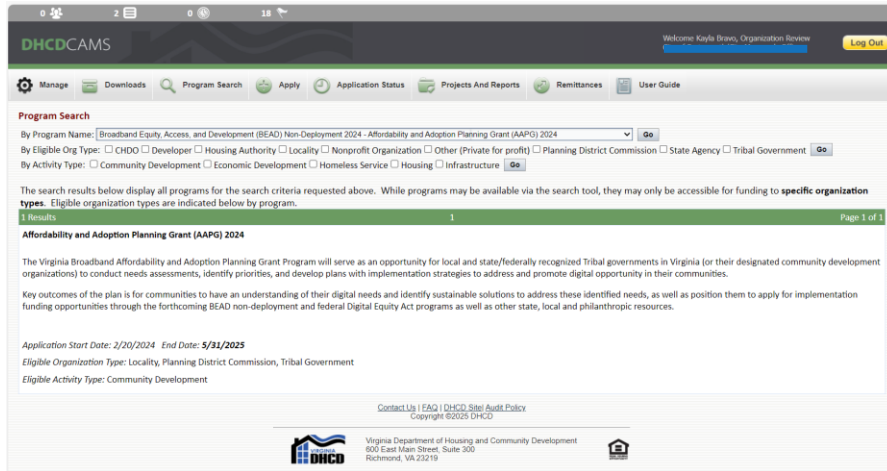 0 2 0 18
DHCDCAMS
Welcome Kayla Bravo, Organization Review
Log Out
Manage Downloads Program Search Apply Application Status Projects And Reports Remittances User Guide
Program Search
By Program Name: Broadband Equity, Access, and Development (BEAD) Non-Deployment 2024 - Affordability and Adoption Planning Grant (AAPG) 2024 Go
By Eligible Org Type: CHDO Developer Housing Authority Locality Nonprofit Organization Other (Private for profit) Planning District Commission State Agency Tribal Government Go
By Activity Type: Community Development Economic Development Homeless Service Housing Infrastructure Go
The search results below display all programs for the search criteria requested above. While programs may be available via the search tool, they may only be accessible for funding to specific organization
types. Eligible organization types are indicated below by program.
1 Results 1 Page 1 of 1
Affordability and Adoption Planning Grant (AAPG) 2024
The Virginia Broadband Affordability and Adoption Planning Grant Program will serve as an opportunity for local and state/federally recognized Tribal governments in Virginia (or their designated community development
organizations) to conduct needs assessments, identify priorities, and develop plans with implementation strategies to address and promote digital opportunity in their communities.
Key outcomes of the plan is for communities to have an understanding of their digital needs and identify sustainable solutions to address these identified needs, as well as position them to apply for implementation
funding opportunities through the forthcoming BEAD non-deployment and federal Digital Equity Act programs as well as other state, local and philanthropic resources.
Application Start Date: 2/20/2024 End Date: 5/31/2025
Eligible Organization Type: Locality, Planning District Commission, Tribal Government
Eligible Activity Type: Community Development
Contact Us | FAQ | DHCD Site| Audit Policy
Copyright ©2025 DHCD
VIRGINIA
DHCD
Virginia Department of Housing and Community Development
600 East Main Street, Suite 300
Richmond, VA 23219